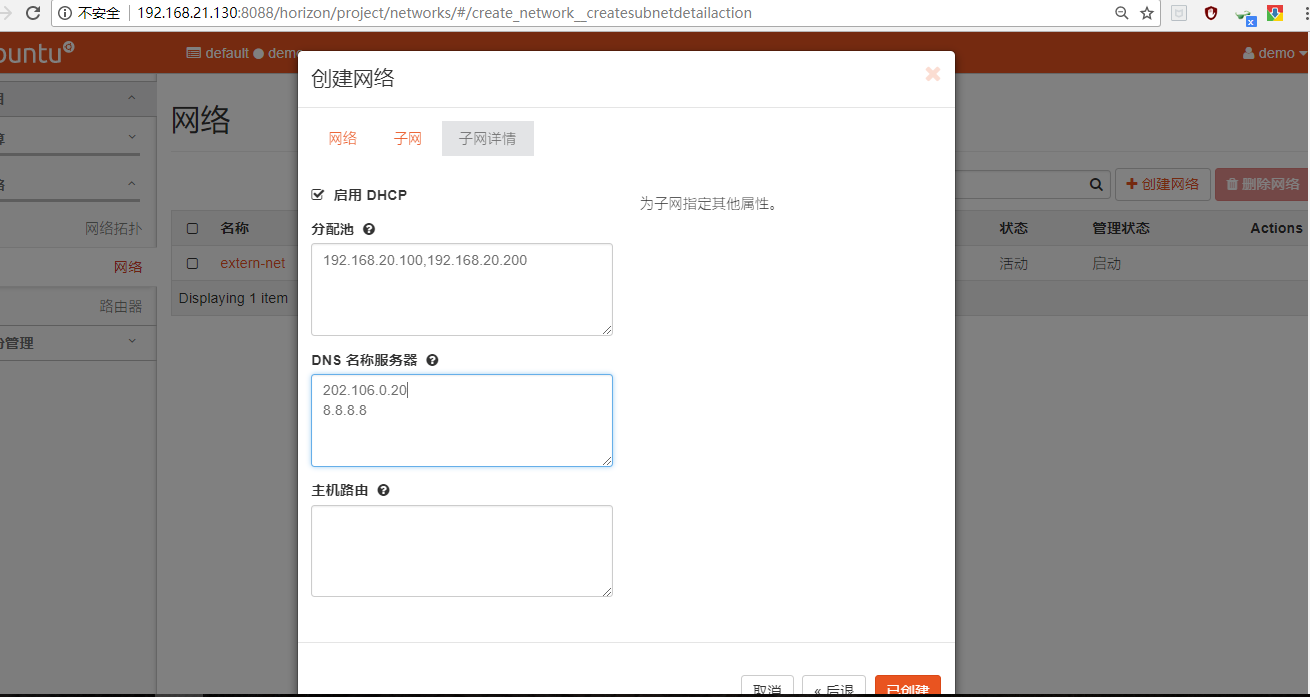 不安全 192.168.21.130:8088/horizon/project/networks/#/create_network__createsubnetdetailaction
default demo
创建网络
网络 子网 子网详情
启用 DHCP
为子网指定其他属性。
分配池
192.168.20.100,192.168.20.200
DNS 名称服务器
202.106.0.20
8.8.8.8
主机路由
取消 « 后退 已创建
demo
网络
网络拓扑
网络
路由器
管理
创建网络 删除网络
名称 状态 管理状态 Actions
extern-net 活动 启动
Displaying 1 item